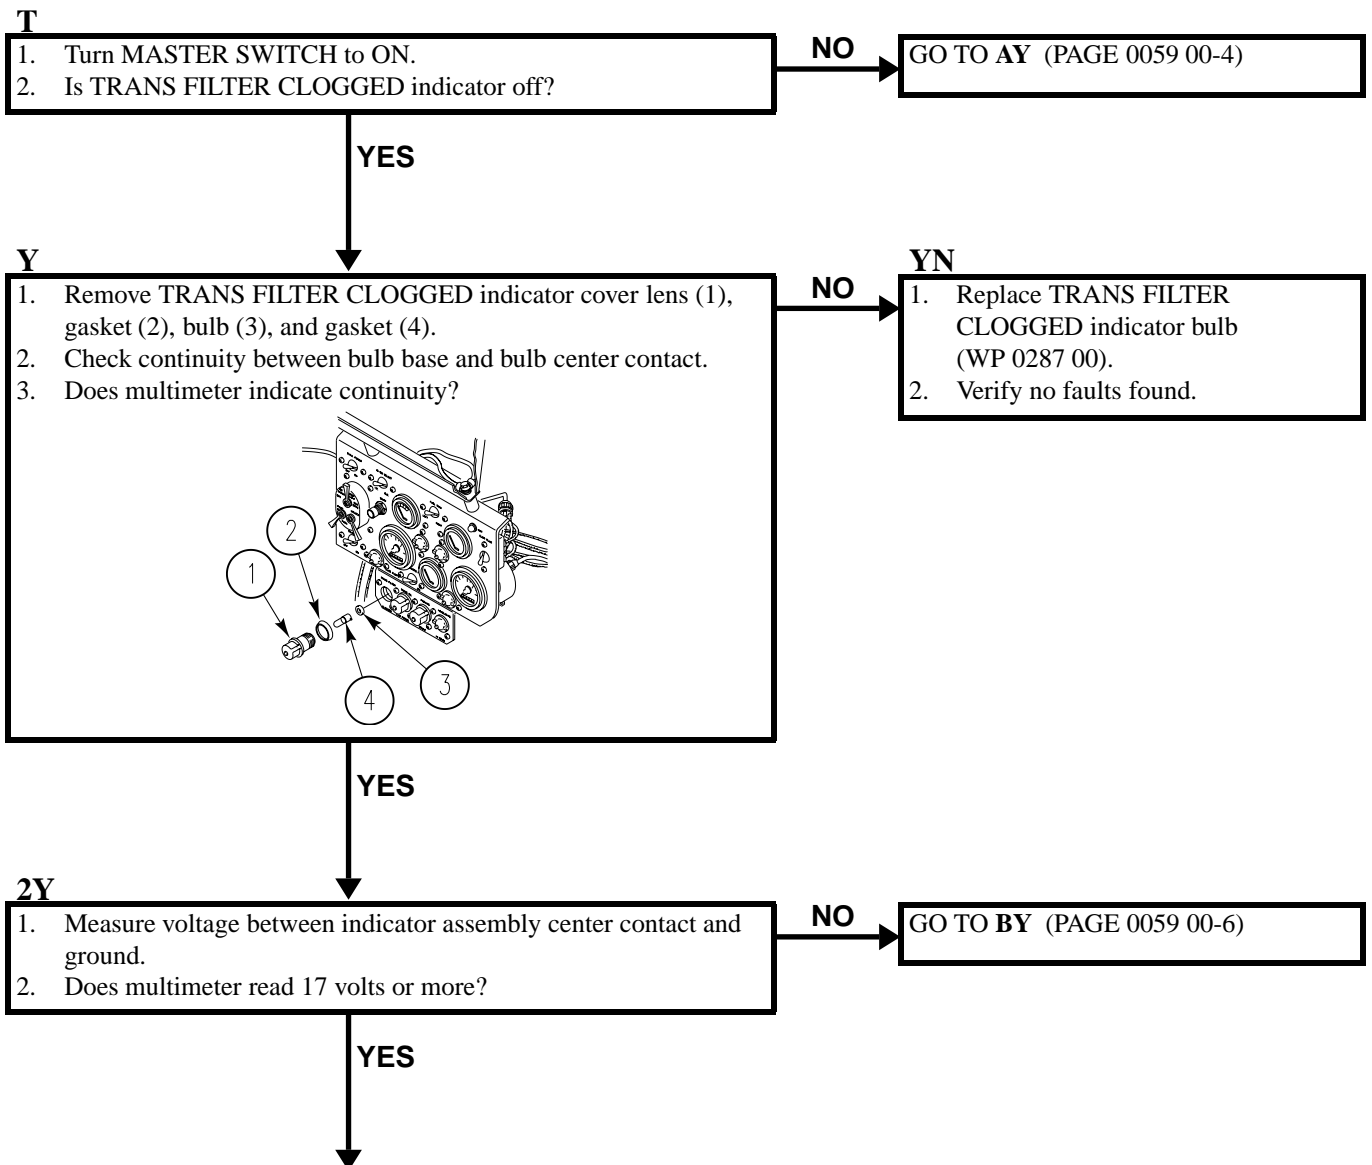 T
1. Turn MASTER SWITCH to ON.
2. Is TRANS FILTER CLOGGED indicator off?
NO
GO TO AY (PAGE 0059 00-4)
YES
Y
1. Remove TRANS FILTER CLOGGED indicator cover lens (1),
gasket (2), bulb (3), and gasket (4).
2. Check continuity between bulb base and bulb center contact.
3. Does multimeter indicate continuity?
2
1
4
3
NO
YN
1. Replace TRANS FILTER
CLOGGED indicator bulb
(WP 0287 00).
2. Verify no faults found.
YES
2Y
1. Measure voltage between indicator assembly center contact and
ground.
2. Does multimeter read 17 volts or more?
NO
GO TO BY (PAGE 0059 00-6)
YES